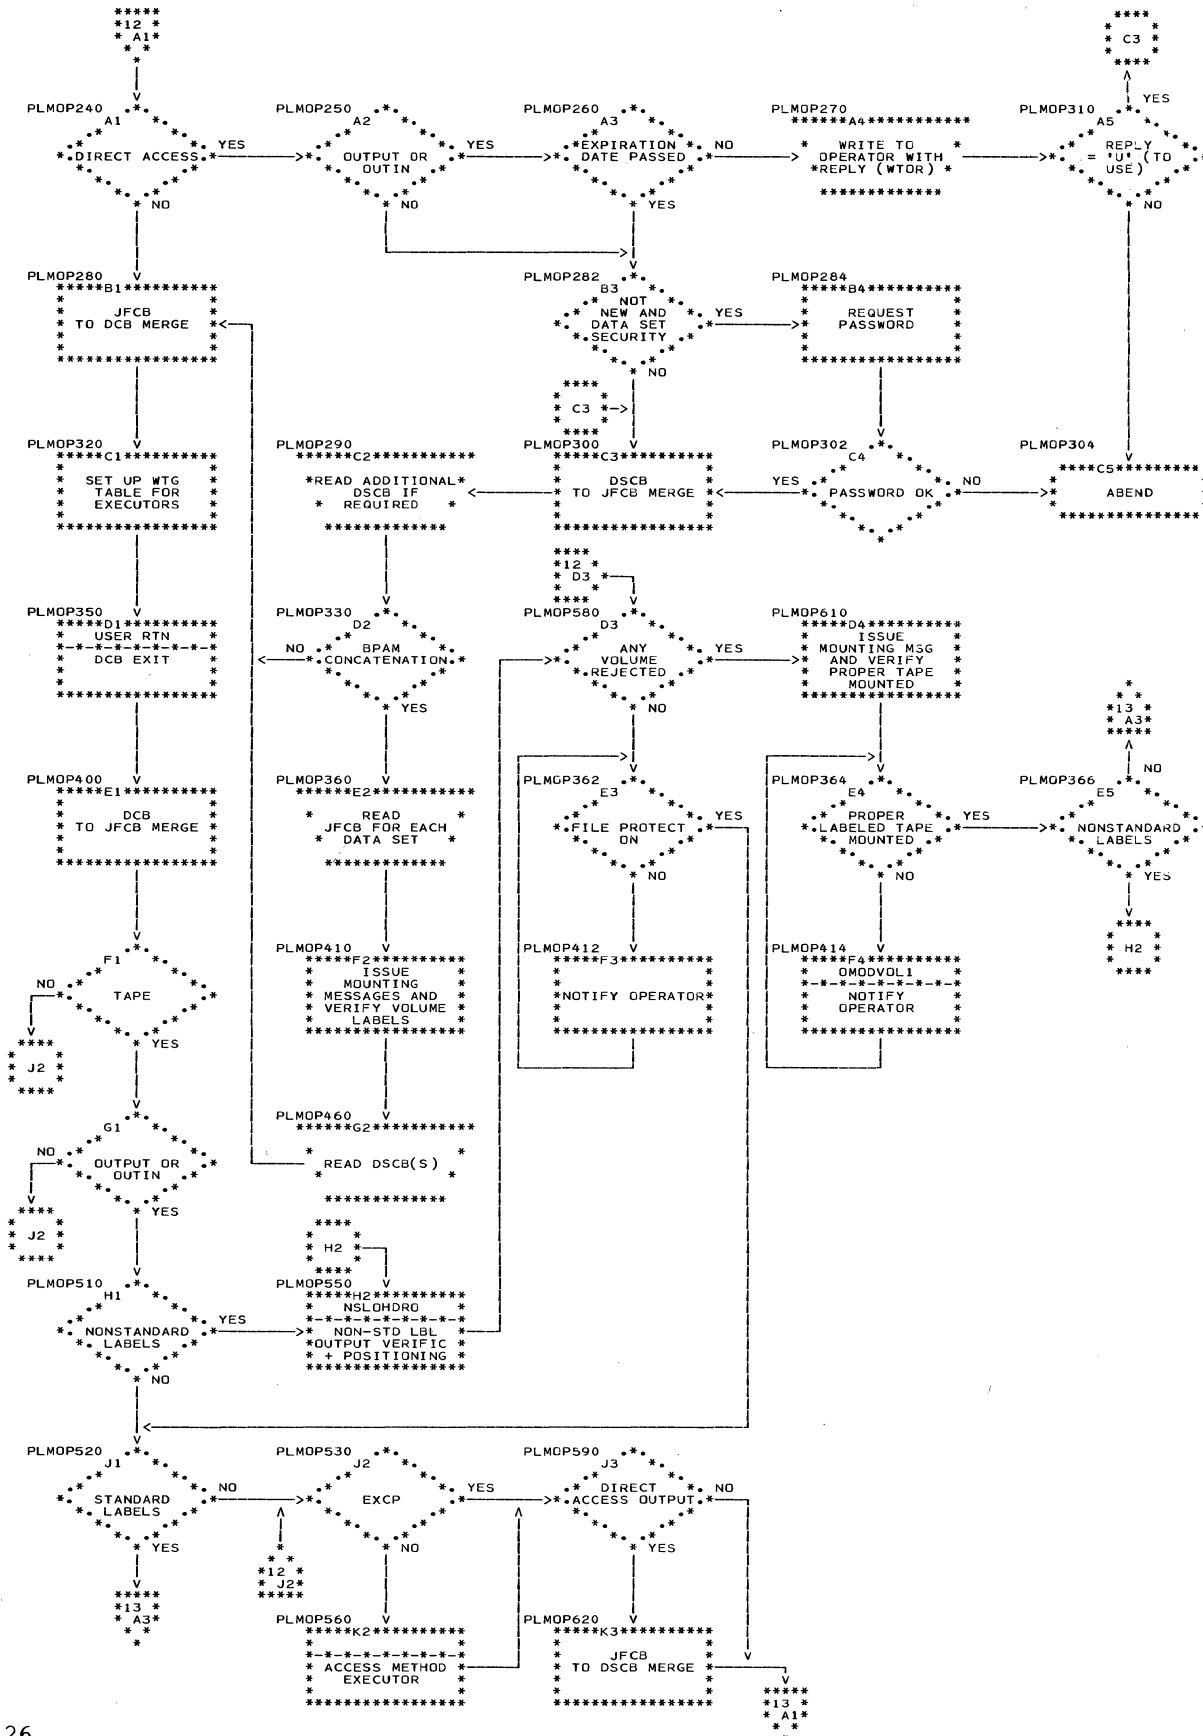 12
A1
C3
PLMOP240
A1
DIRECT ACCESS
YES
NO
PLMOP250
A2
OUTPUT OR
OUTIN
YES
NO
PLMOP260
A3
EXPIRATION
DATE PASSED
NO
YES
PLMOP270
A4
WRITE TO
OPERATOR WITH
REPLY (WTOR)
PLMOP310
A5
REPLY
= 'U' (TO
USE)
YES
NO
PLMOP280
B1
JFCB
TO DCB MERGE
PLMOP282
B3
NOT
NEW AND
DATA SET
SECURITY
YES
NO
PLMOP284
B4
REQUEST
PASSWORD
C3
PLMOP320
C1
SET UP WTG
TABLE FOR
EXECUTORS
PLMOP290
C2
READ ADDITIONAL
DSCB IF
REQUIRED
PLMOP300
C3
DSCB
TO JFCB MERGE
PLMOP302
C4
PASSWORD OK
YES
NO
PLMOP304
C5
ABEND
12
D3
PLMOP350
D1
USER RTN
DCB EXIT
PLMOP330
D2
BPAM
CONCATENATION
NO
YES
PLMOP580
D3
ANY
VOLUME
REJECTED
YES
NO
PLMOP610
D4
ISSUE
MOUNTING MSG
AND VERIFY
PROPER TAPE
MOUNTED
13
A3
PLMOP400
E1
DCB
TO JFCB MERGE
PLMOP360
E2
READ
JFCB FOR EACH
DATA SET
PLMOP362
E3
FILE PROTECT
ON
YES
NO
PLMOP364
E4
PROPER
LABELED TAPE
MOUNTED
YES
NO
PLMOP366
E5
NONSTANDARD
LABELS
NO
YES
H2
F1
TAPE
NO
YES
J2
PLMOP410
F2
ISSUE
MOUNTING
MESSAGES AND
VERIFY VOLUME
LABELS
PLMOP412
F3
NOTIFY OPERATOR
PLMOP414
F4
OMODVOL1
NOTIFY
OPERATOR
G1
OUTPUT OR
OUTIN
NO
YES
J2
PLMOP460
G2
READ DSCB(S)
H2
PLMOP510
H1
NONSTANDARD
LABELS
YES
NO
PLMOP550
H2
NSLOHDRO
NON-STD LBL
OUTPUT VERIFIC
+ POSITIONING
PLMOP520
J1
STANDARD
LABELS
NO
YES
13
A3
PLMOP530
J2
EXCP
YES
NO
12
J2
PLMOP590
J3
DIRECT
ACCESS OUTPUT
NO
YES
PLMOP560
K2
ACCESS METHOD
EXECUTOR
PLMOP620
K3
JFCB
TO DSCB MERGE
13
A1
26